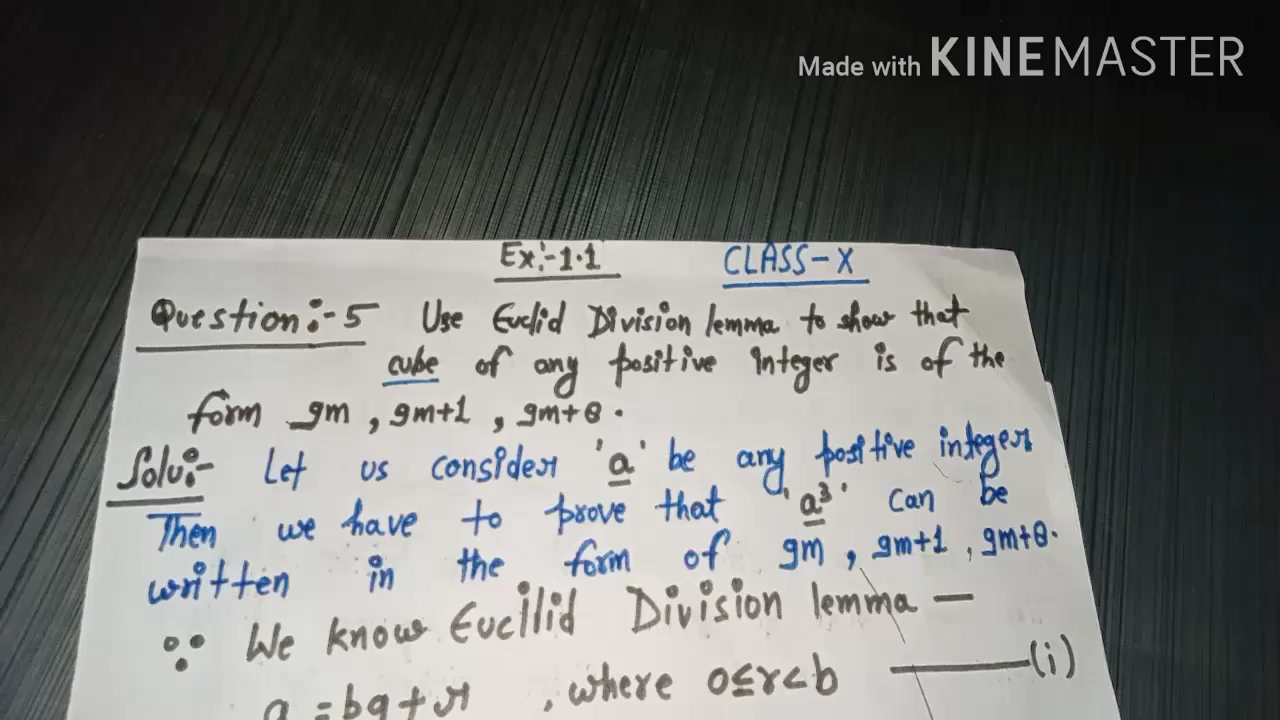 Made with KINEMASTER
Ex:-1.1 CLASS-X
Question:-5 Use Euclid Division lemma to show that
cube of any positive integer is of the
form 9m, 9m+1, 9m+8.
Solu:- Let us consider 'a' be any positive integer
Then we have to prove that 'a³' can be
written in the form of 9m, 9m+1, 9m+8.
∵ We know Eucilid Division lemma —
a = bq + r, where 0≤r<b —(i)